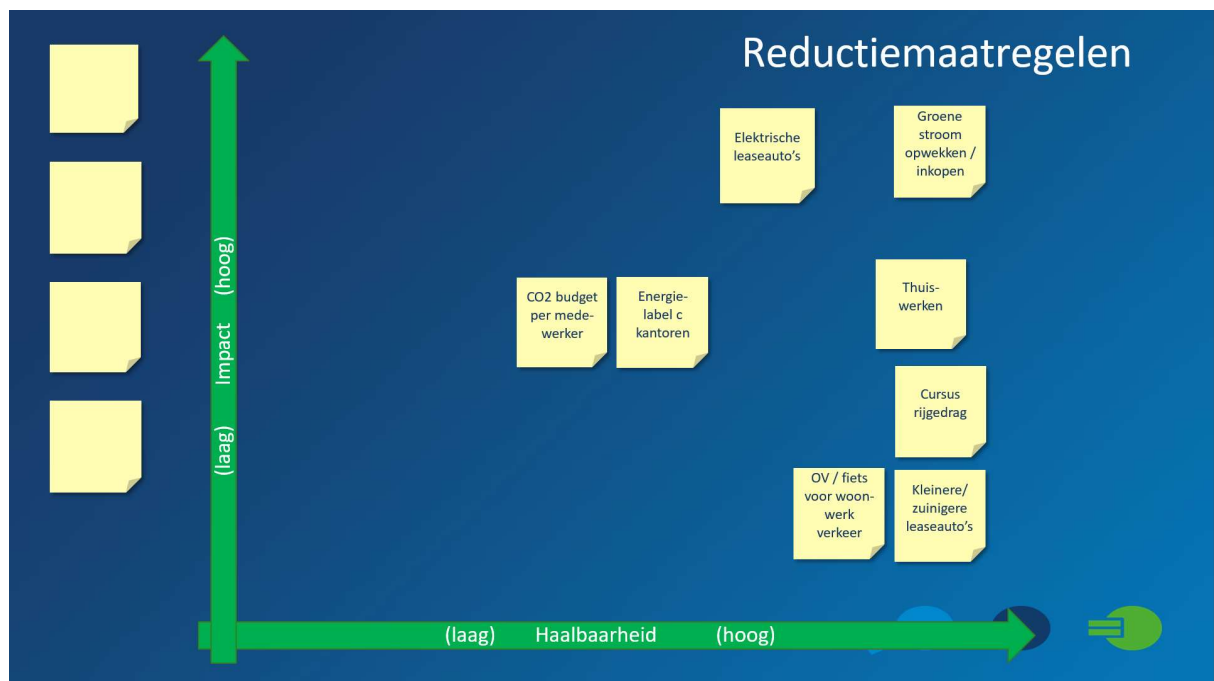 Reductiemaatregelen
Elektrische
leaseauto's
Groene
stroom
opwekken /
inkopen
CO2 budget
per mede-
werker
Energie-
label c
kantoren
Thuis-
werken
Cursus
rijgedrag
OV / fiets
voor woon-
werk
verkeer
Kleinere/
zuinigere
leaseauto's
(laag) Impact (hoog)
(laag) Haalbaarheid (hoog)